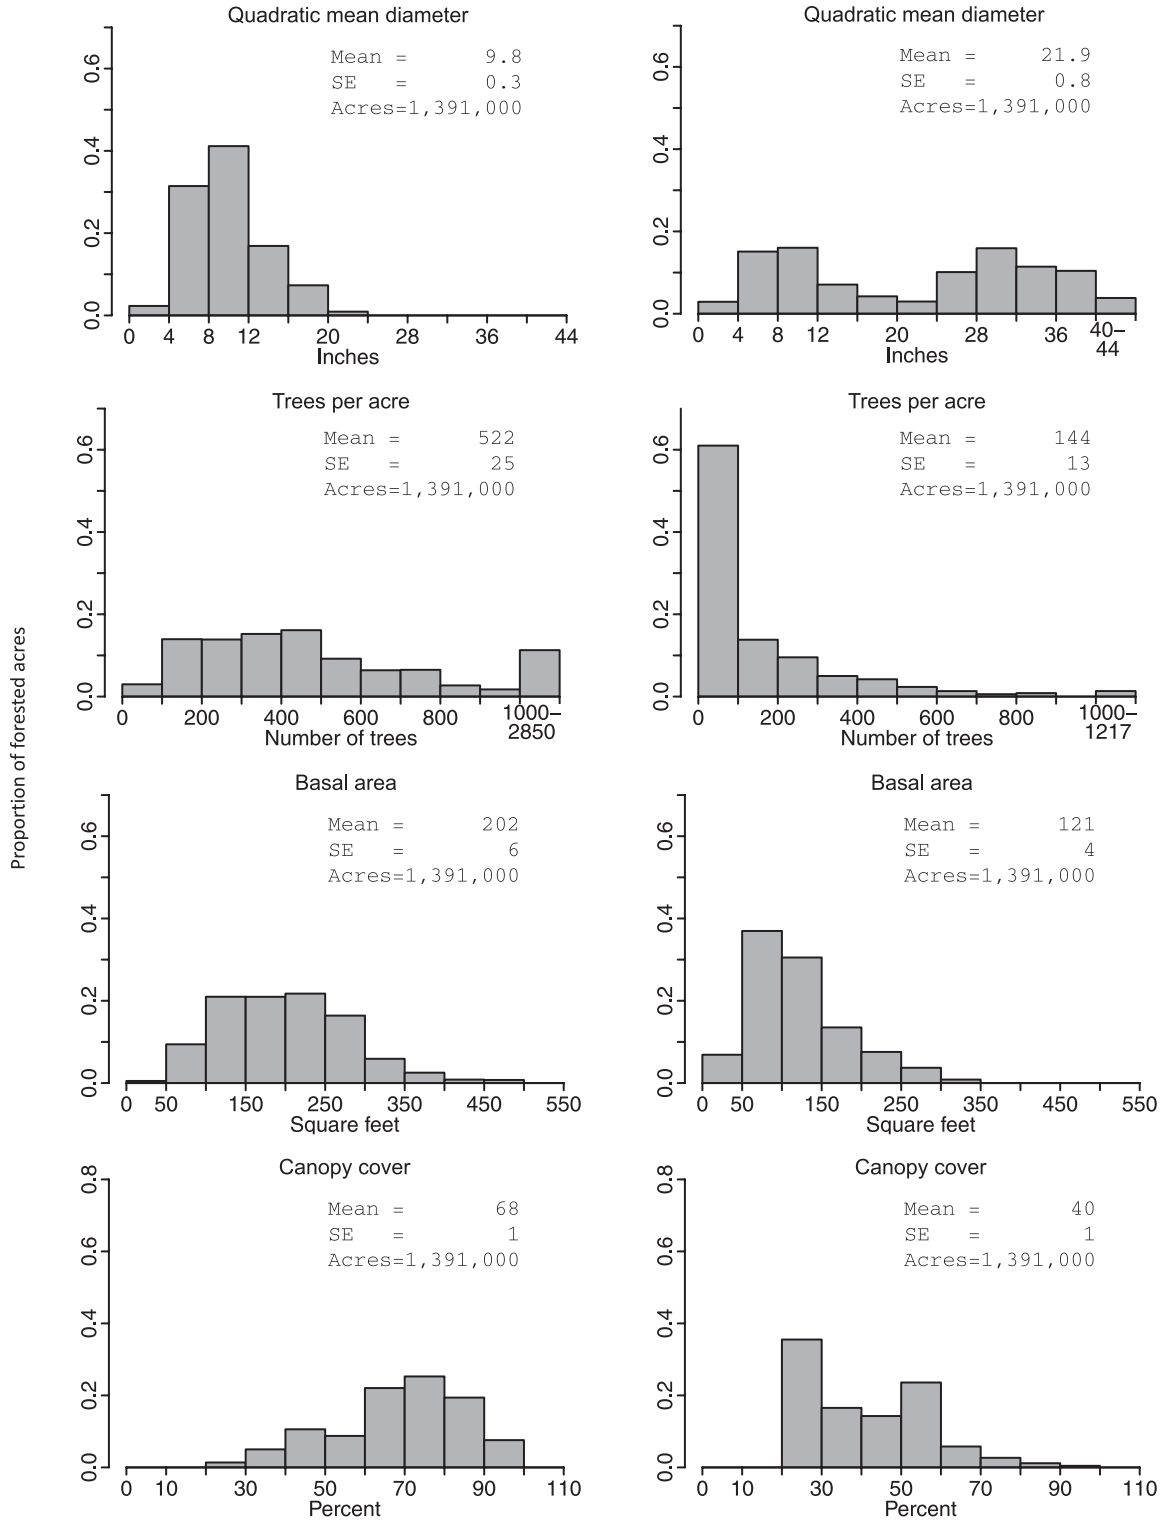 Proportion of forested acres
Quadratic mean diameter
Mean = 9.8
SE = 0.3
Acres=1,391,000
0.0 0.2 0.4 0.6
0 4 8 12 20 28 36 44
Inches
Quadratic mean diameter
Mean = 21.9
SE = 0.8
Acres=1,391,000
0.0 0.2 0.4 0.6
0 4 8 12 20 28 36 40–
44
Inches
Trees per acre
Mean = 522
SE = 25
Acres=1,391,000
0.0 0.2 0.4 0.6
0 200 400 600 800 1000–
2850
Number of trees
Trees per acre
Mean = 144
SE = 13
Acres=1,391,000
0.0 0.2 0.4 0.6
0 200 400 600 800 1000–
1217
Number of trees
Basal area
Mean = 202
SE = 6
Acres=1,391,000
0.0 0.2 0.4 0.6
0 50 150 250 350 450 550
Square feet
Basal area
Mean = 121
SE = 4
Acres=1,391,000
0.0 0.2 0.4 0.6
0 50 150 250 350 450 550
Square feet
Canopy cover
Mean = 68
SE = 1
Acres=1,391,000
0.0 0.2 0.4 0.6 0.8
0 10 30 50 70 90 110
Percent
Canopy cover
Mean = 40
SE = 1
Acres=1,391,000
0.0 0.2 0.4 0.6 0.8
0 10 30 50 70 90 110
Percent